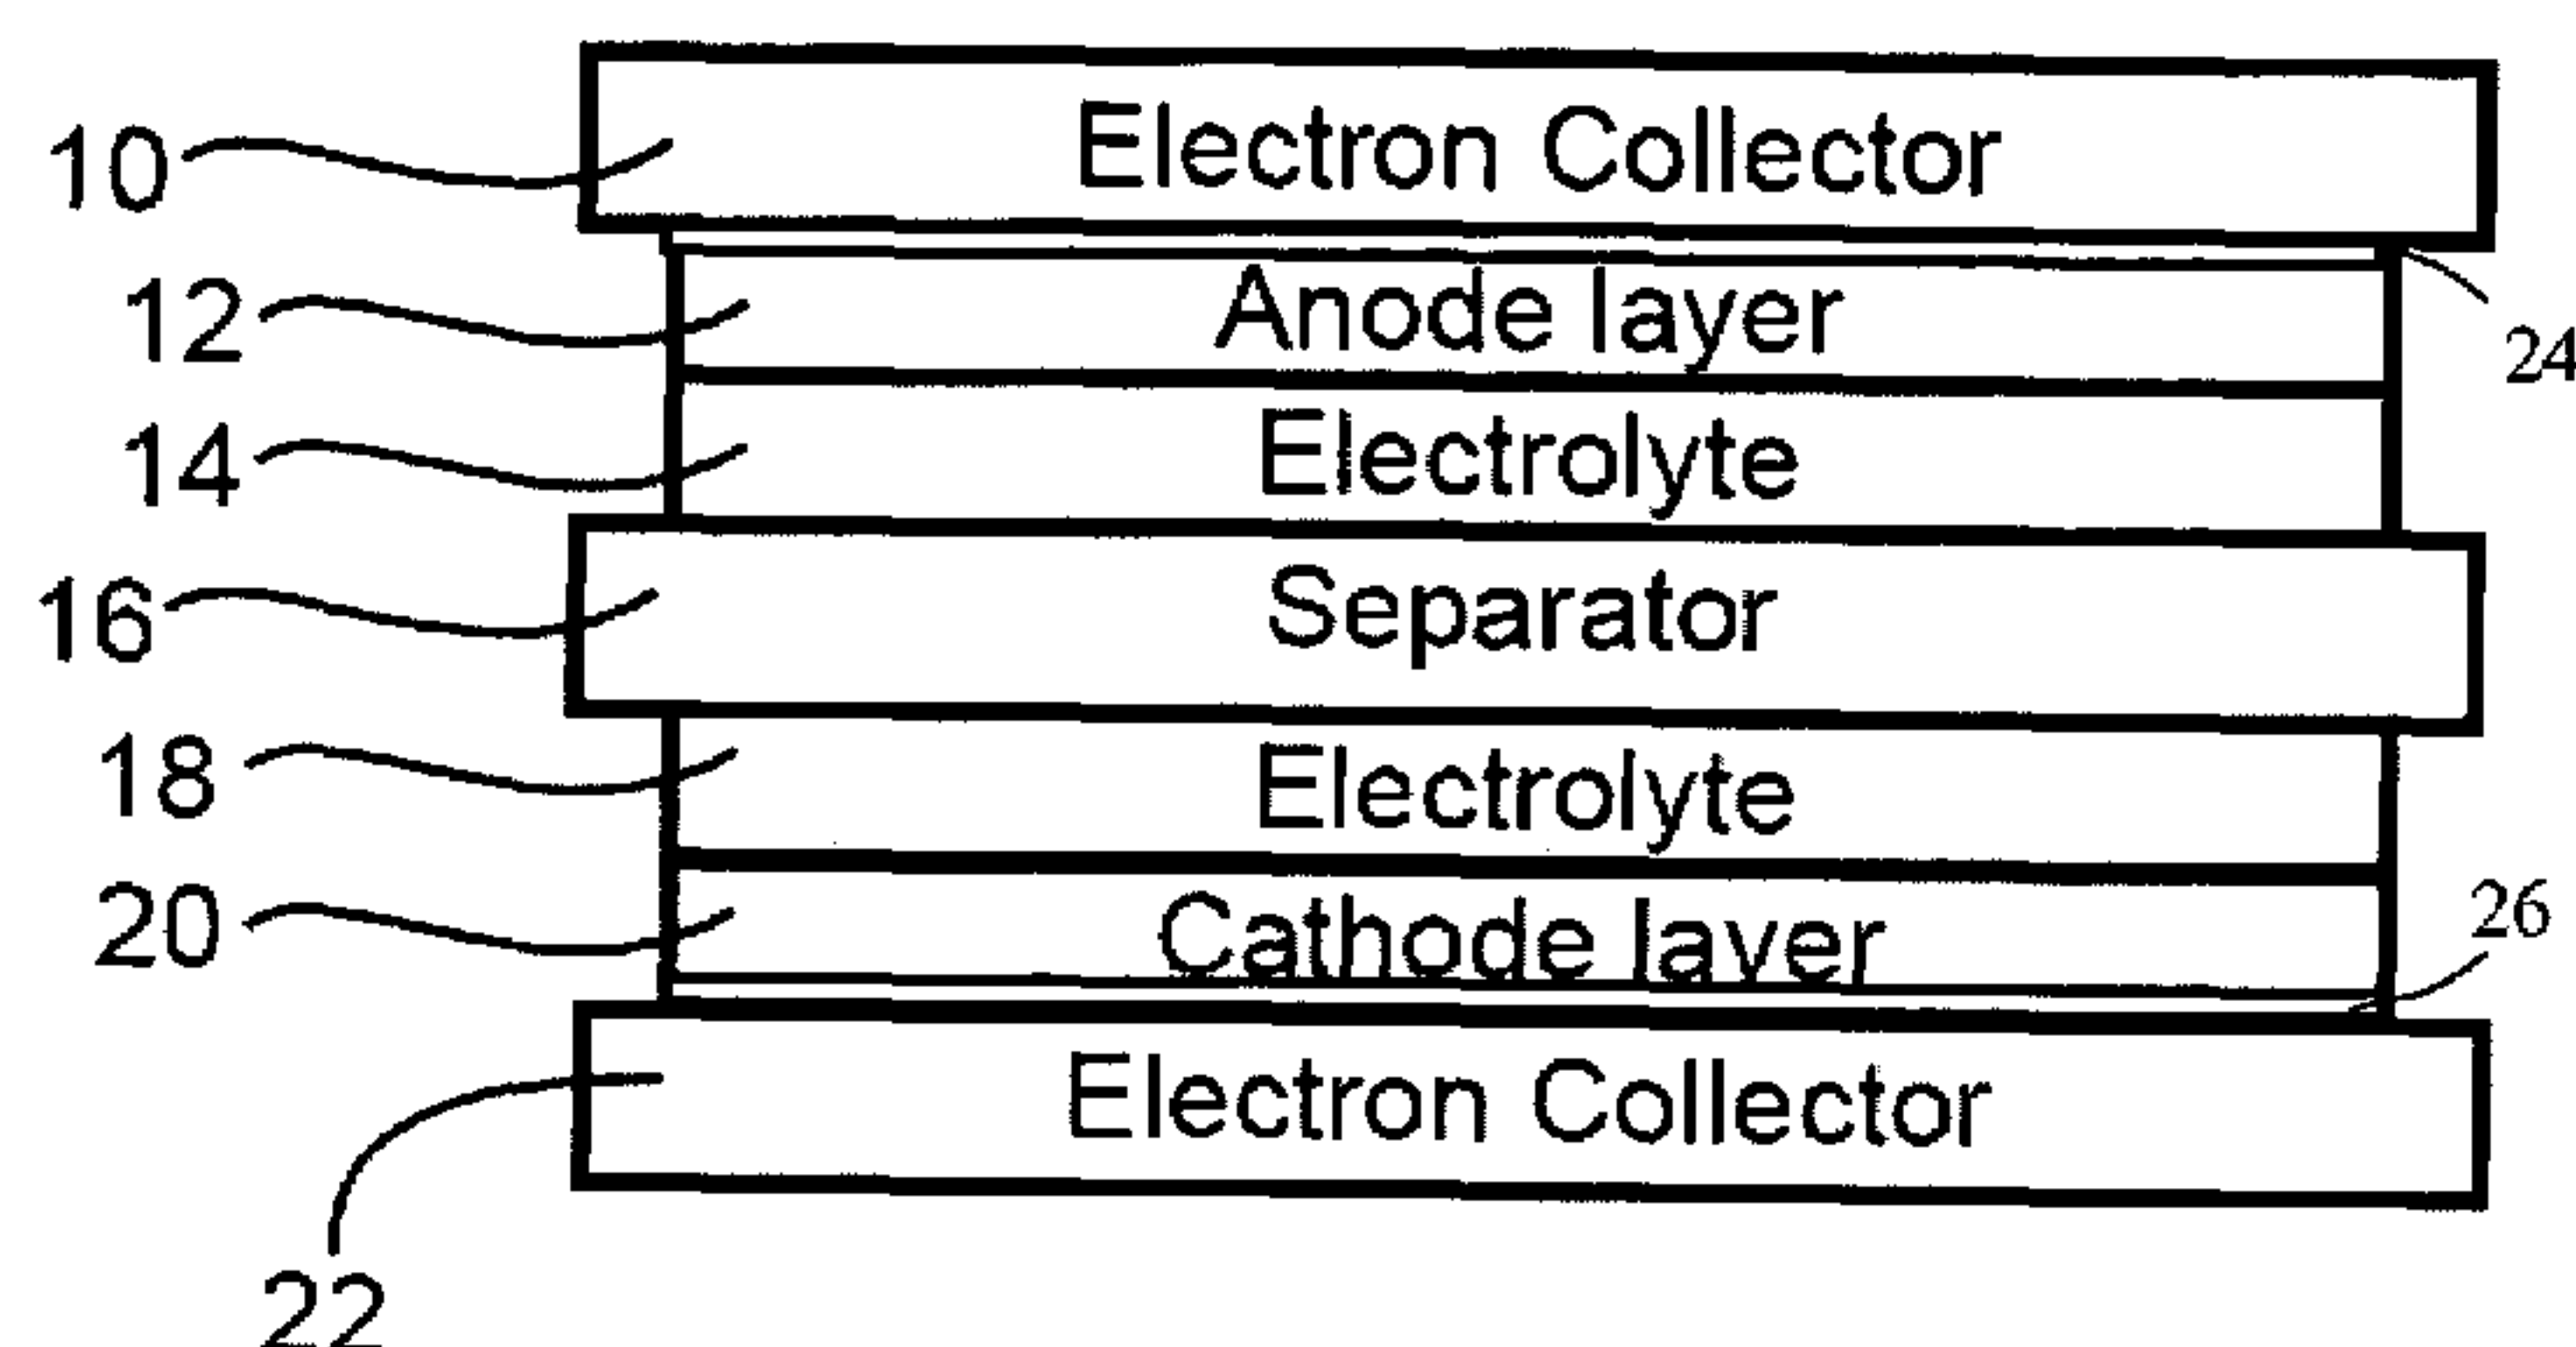 10 Electron Collector
12 Anode layer
24
14 Electrolyte
16 Separator
18 Electrolyte
20 Cathode layer
26
Electron Collector
22